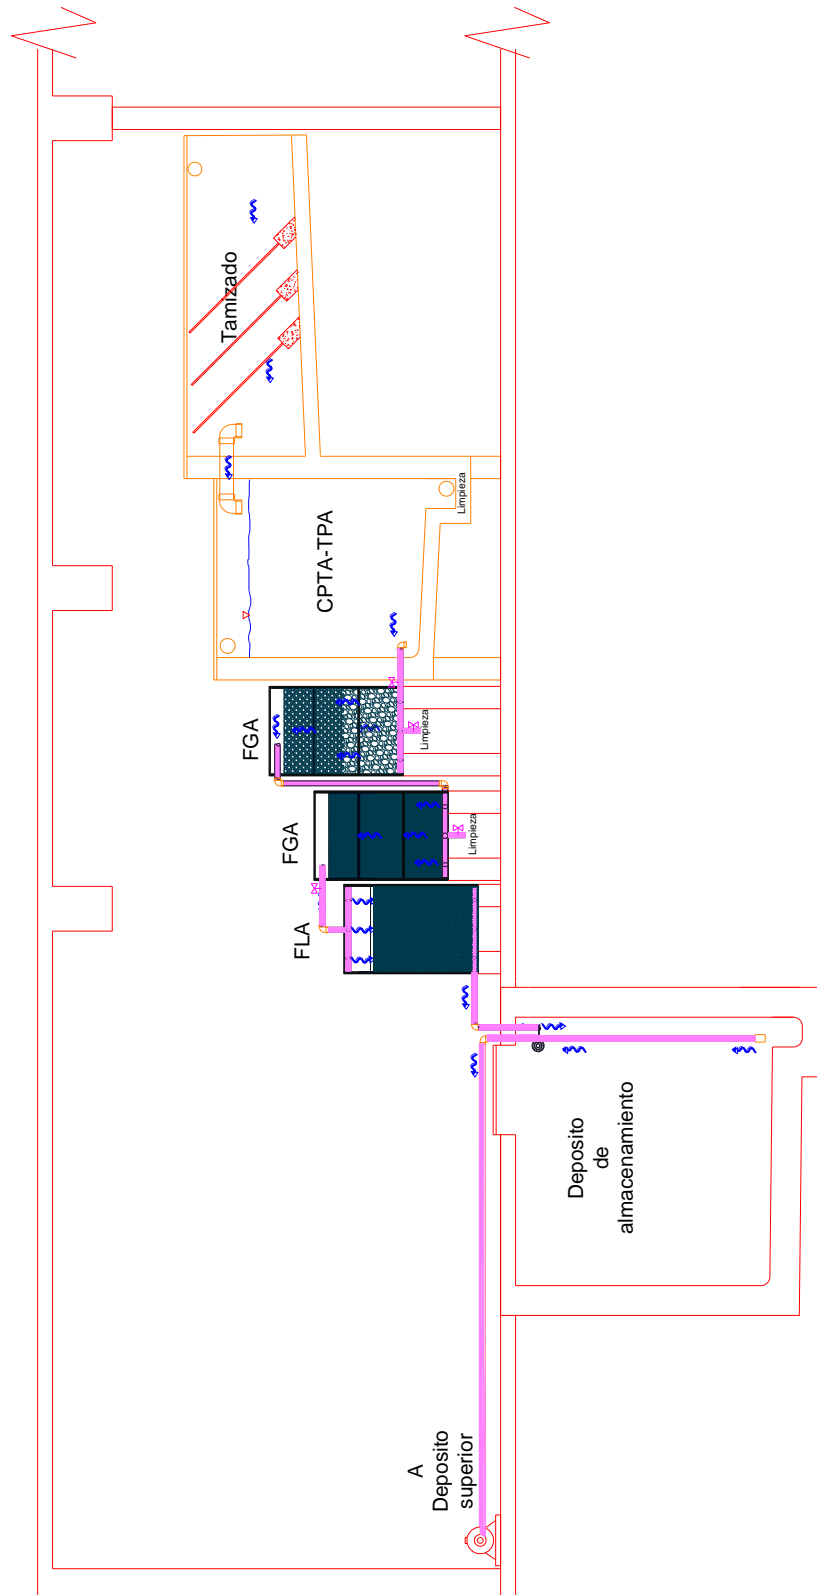 Tamizado
CPTA-TPA
Limpieza
FGA
Limpieza
FGA
Limpieza
FLA
Deposito
de
almacenamiento
A
Deposito
superior